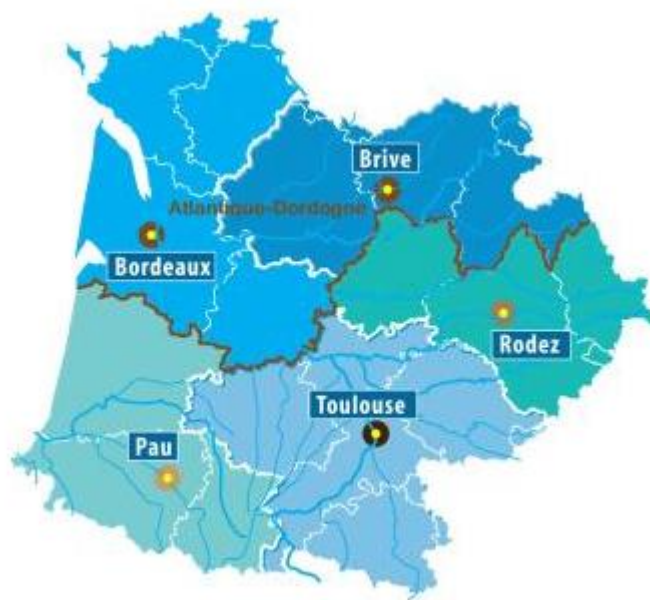 Brive
Atlantique-Dordogne
Bordeaux
Rodez
Toulouse
Pau